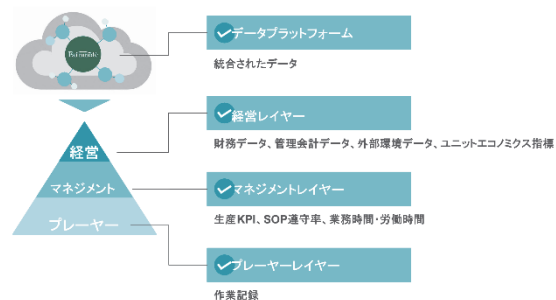 データプラットフォーム
統合されたデータ
経営レイヤー
財務データ、管理会計データ、外部環境データ、ユニットエコノミクス指標
経営
マネジメント
マネジメントレイヤー
生産KPI、SOP遵守率、業務時間・労働時間
プレーヤー
プレーヤーレイヤー
作業記録